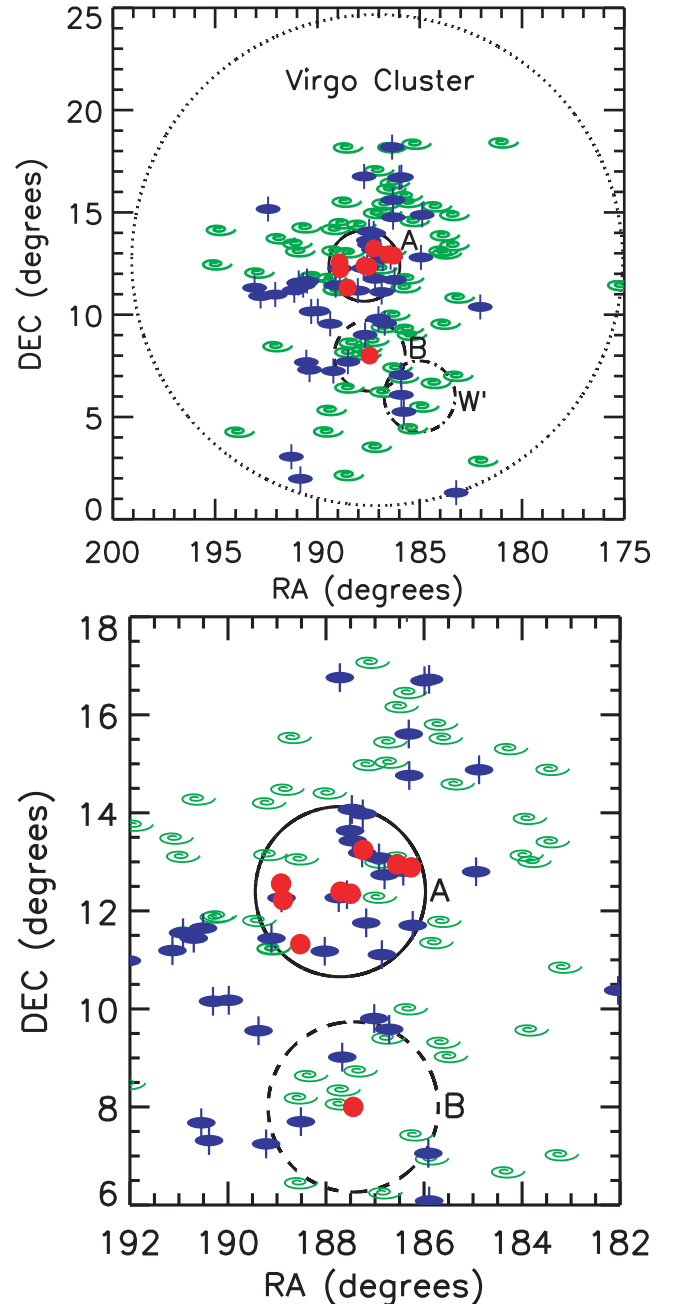 25
Virgo Cluster
20
15
A
10
B
W'
5
0
DEC (degrees)
200 195 190 185 180 175
RA (degrees)
18
16
14
12
A
10
8
B
6
DEC (degrees)
192 190 188 186 184 182
RA (degrees)